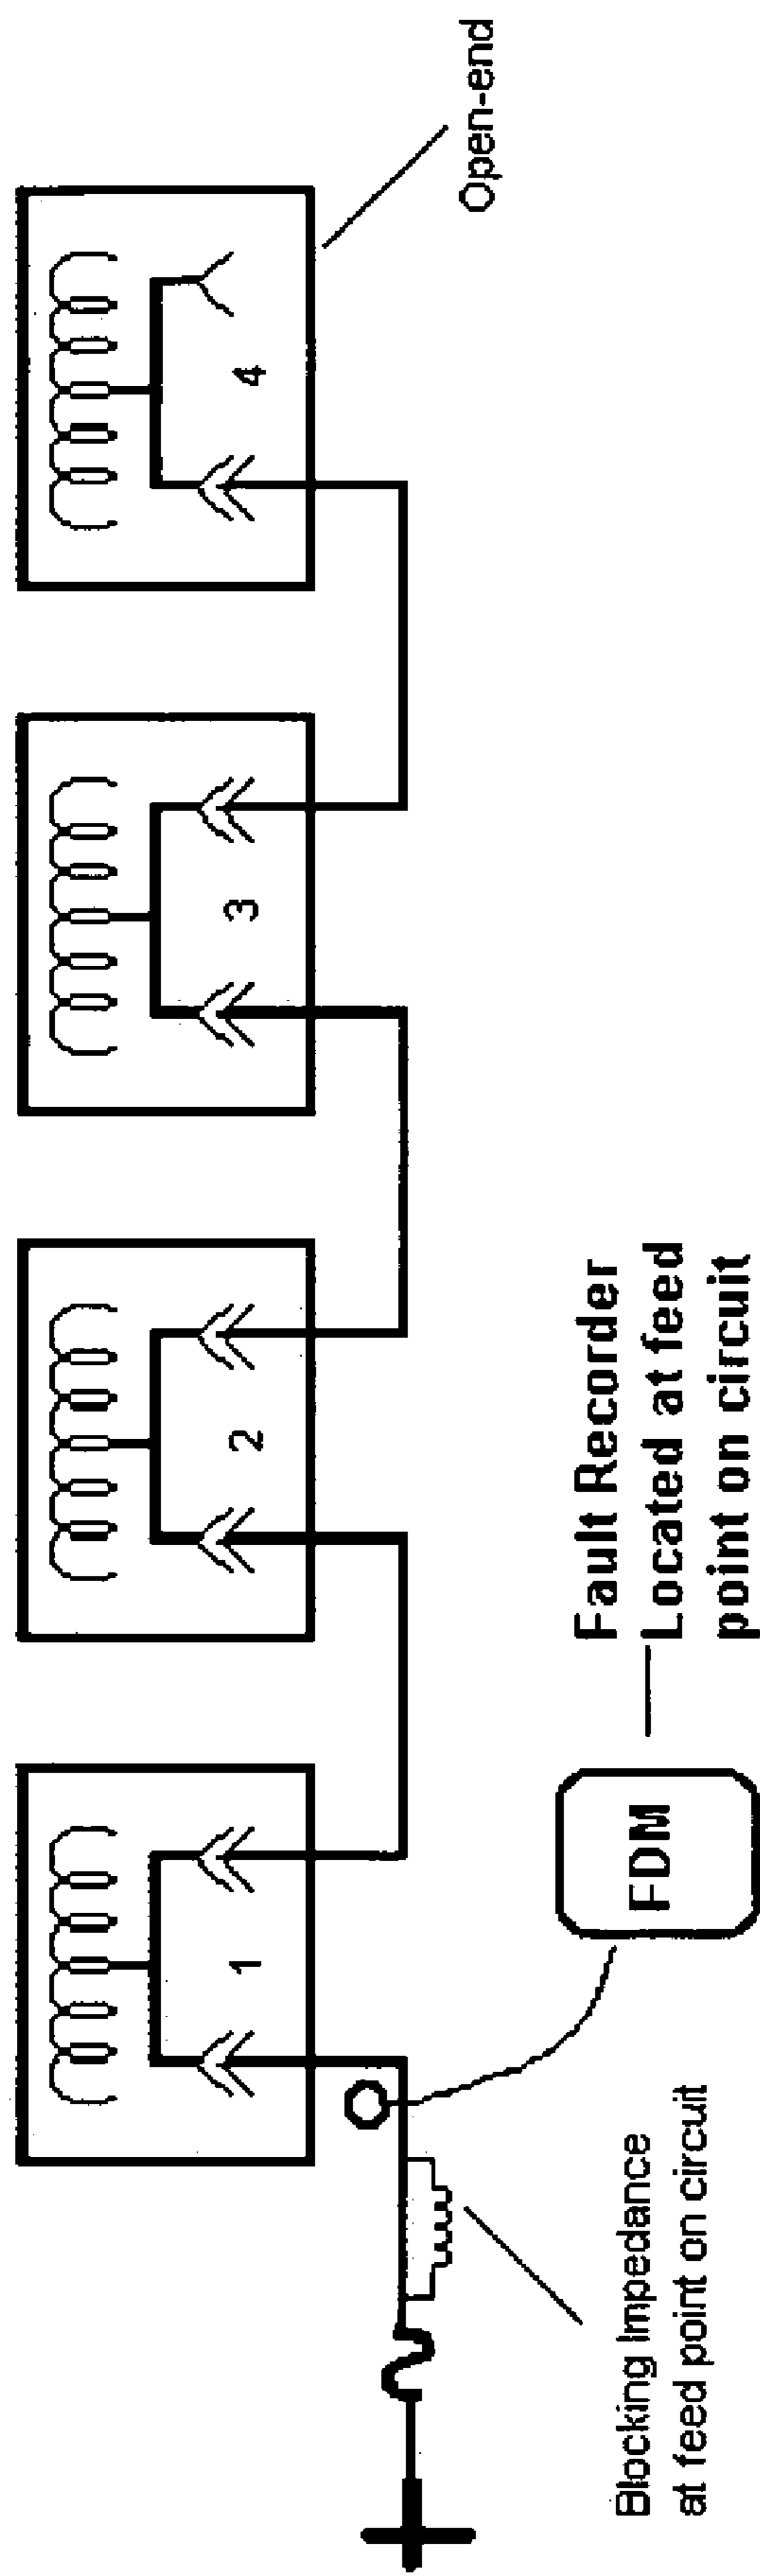 1
2
3
4
Open-end
Blocking Impedance
at feed point on circuit
FDM
Fault Recorder
Located at feed
point on circuit